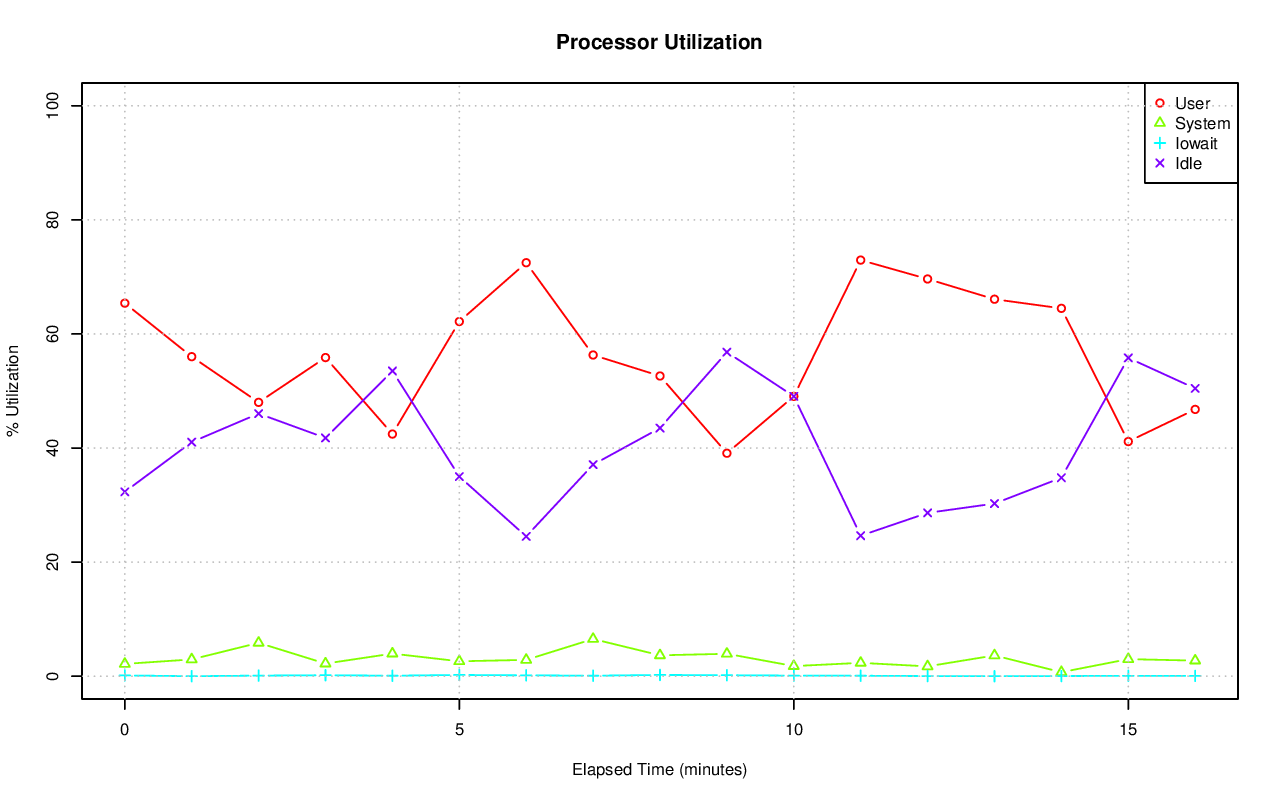 Processor Utilization
100
80
60
40
20
0
% Utilization
User
System
Iowait
Idle
0 5 10 15
Elapsed Time (minutes)